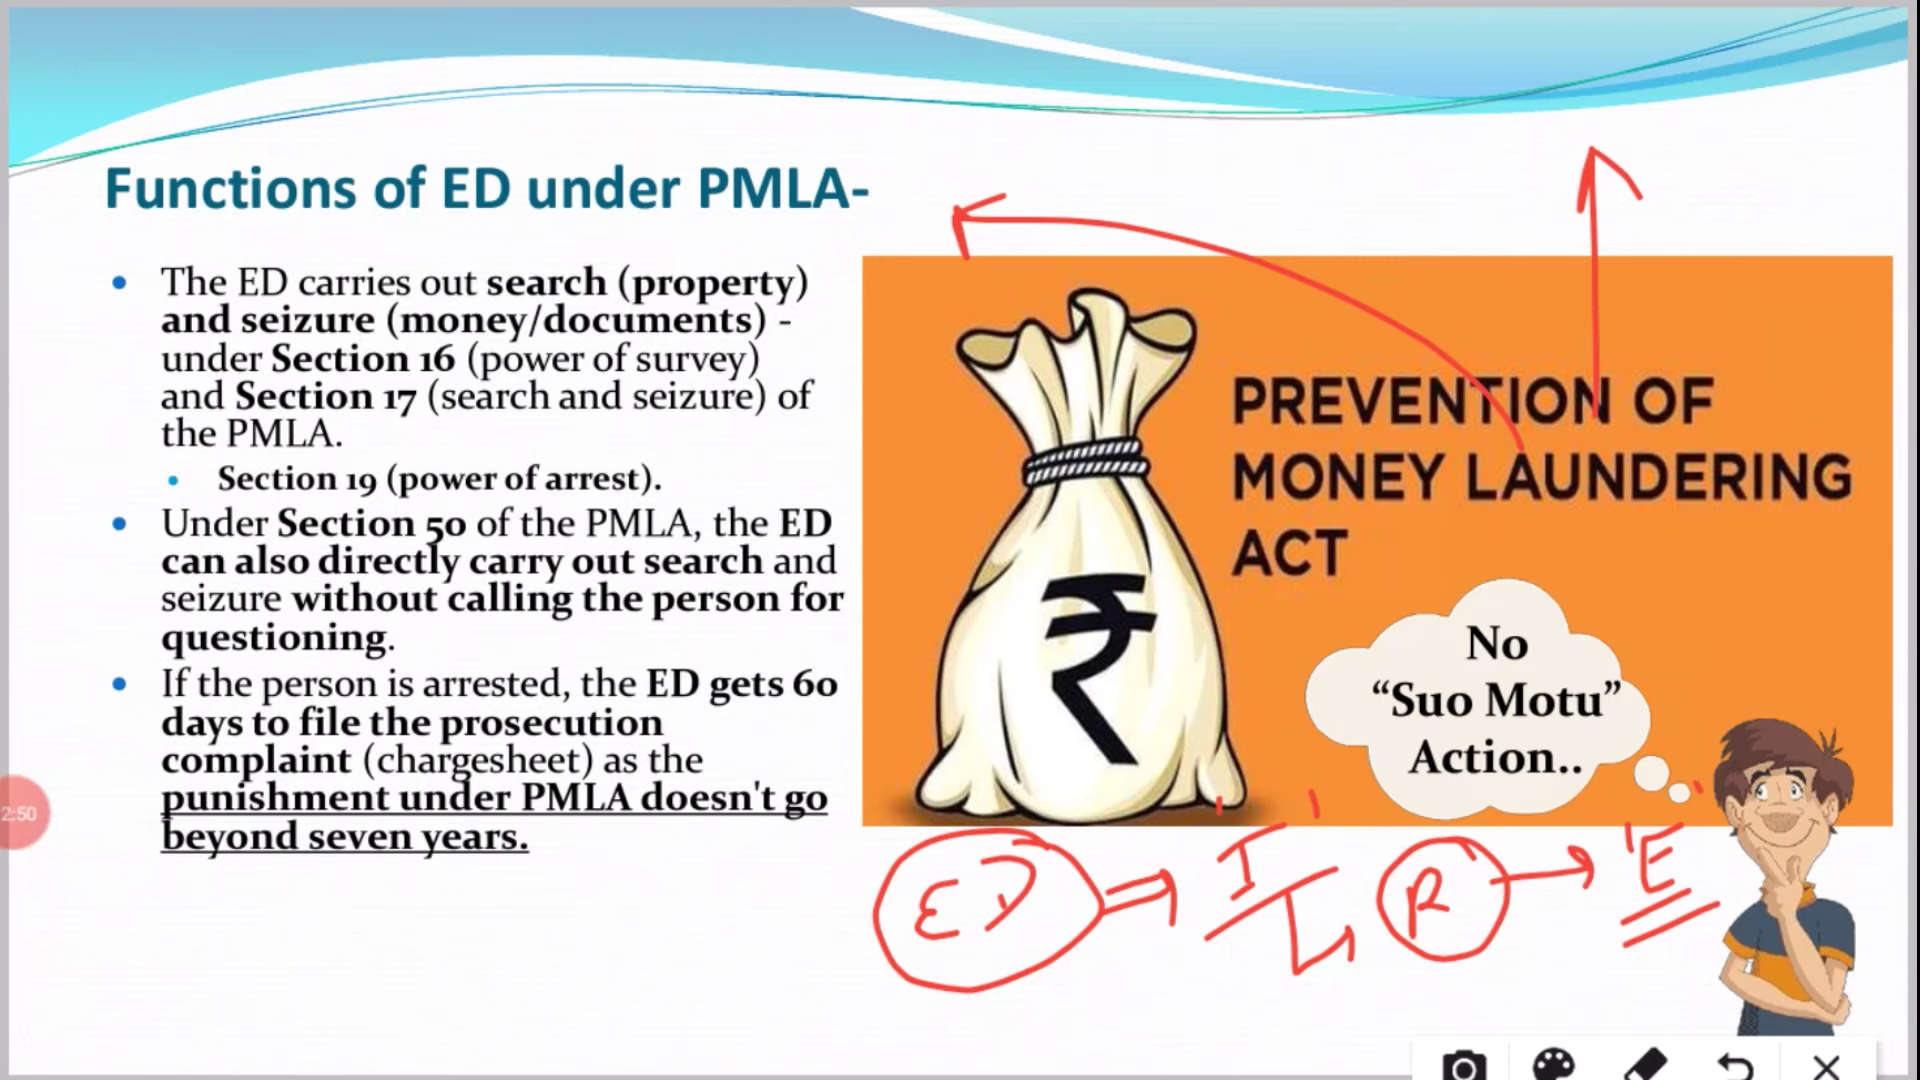 Functions of ED under PMLA-
• The ED carries out search (property)
and seizure (money/documents) -
under Section 16 (power of survey)
and Section 17 (search and seizure) of
the PMLA.
• Section 19 (power of arrest).
• Under Section 50 of the PMLA, the ED
can also directly carry out search and
seizure without calling the person for
questioning.
• If the person is arrested, the ED gets 60
days to file the prosecution
complaint (chargesheet) as the
punishment under PMLA doesn't go
beyond seven years.
PREVENTION OF
MONEY LAUNDERING
ACT
₹
No
“Suo Motu”
Action..
ED I R E
2:50